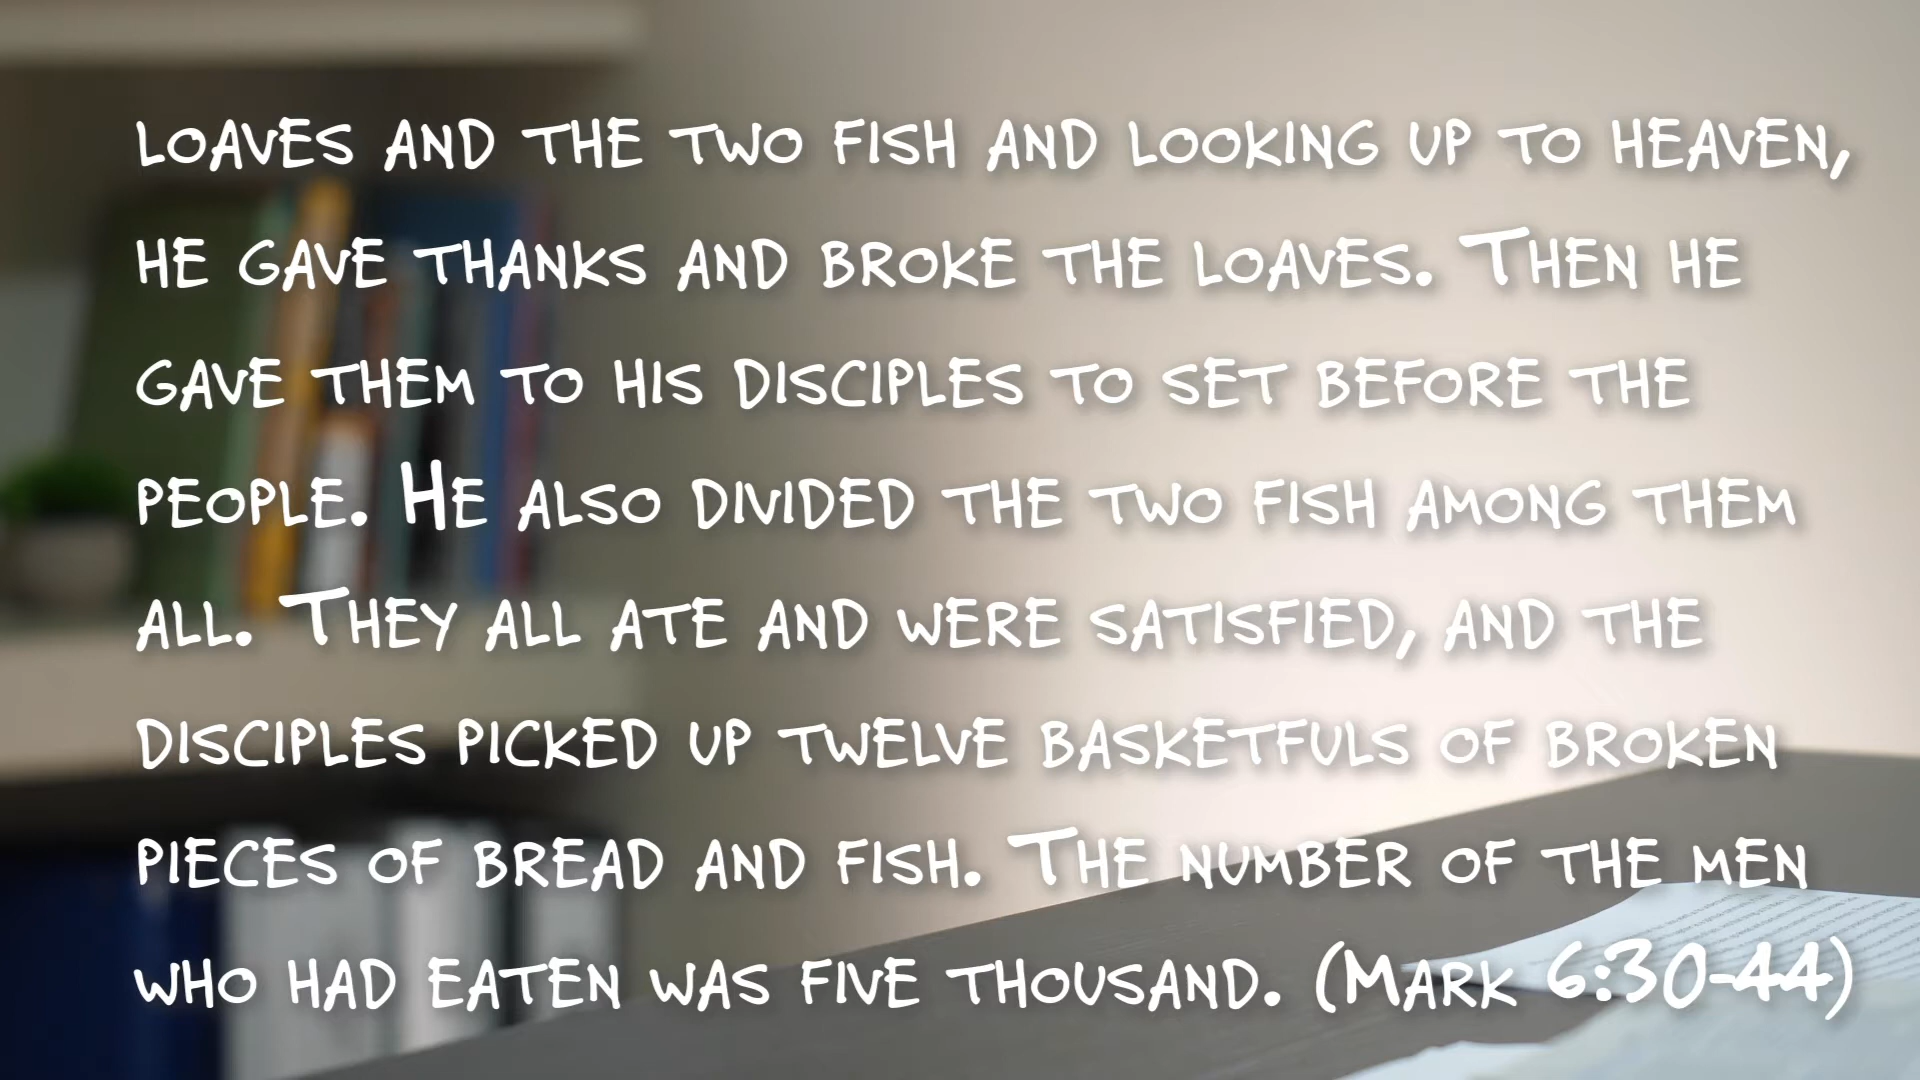 loaves and the two fish and looking up to heaven,
he gave thanks and broke the loaves. Then he
gave them to his disciples to set before the
people. He also divided the two fish among them
all. They all ate and were satisfied, and the
disciples picked up twelve basketfuls of broken
pieces of bread and fish. The number of the men
who had eaten was five thousand. (Mark 6:30-44)